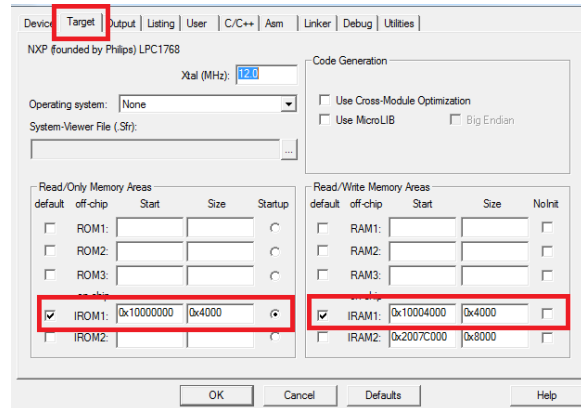 Device Target Output Listing User C/C++ Asm Linker Debug Utilities
NXP (founded by Philips) LPC1768
Xtal (MHz): 12.0
Operating system: None
System-Viewer File (.Sfr):
...
Code Generation
Use Cross-Module Optimization
Use MicroLIB Big Endian
Read/Only Memory Areas
default off-chip Start Size Startup
ROM1:
ROM2:
ROM3:
on-chip
IROM1: 0x10000000 0x4000
IROM2:
Read/Write Memory Areas
default off-chip Start Size NoInit
RAM1:
RAM2:
RAM3:
on-chip
IRAM1: 0x10004000 0x4000
IRAM2: 0x2007C000 0x8000
OK Cancel Defaults Help